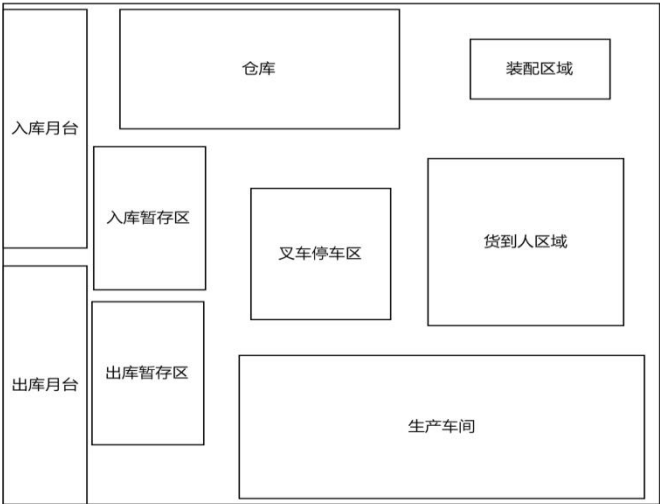 仓库
装配区域
入库月台
入库暂存区
叉车停车区
货到人区域
出库月台
出库暂存区
生产车间